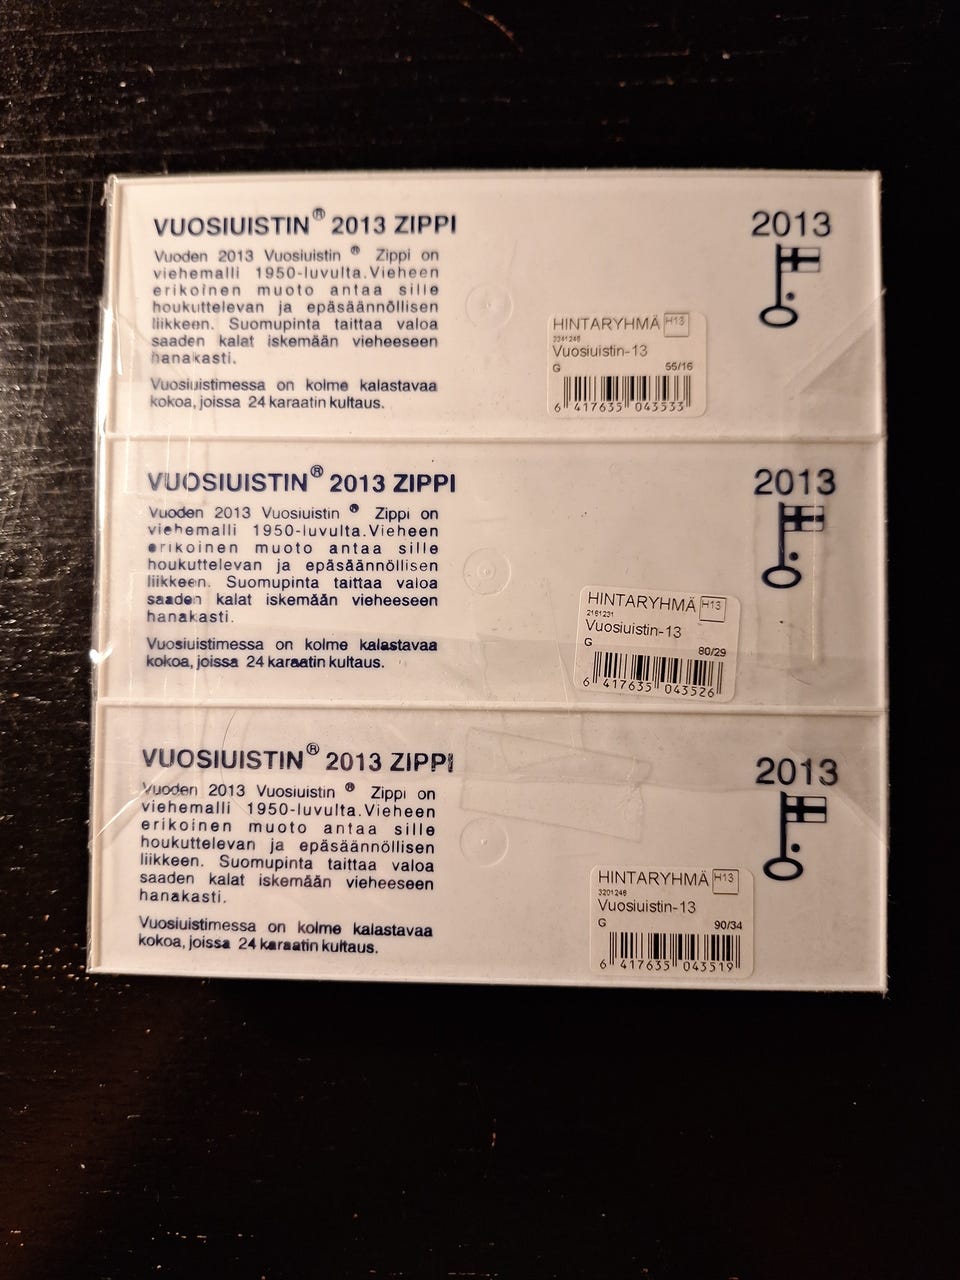 VUOSIUISTIN® 2013 ZIPPI
Vuoden 2013 Vuosiuistin ® Zippi on
viehemalli 1950-luvulta.Vieheen
erikoinen muoto antaa sille
houkuttelevan ja epäsäännöllisen
liikkeen. Suomupinta taittaa valoa
saaden kalat iskemään vieheeseen
hanakasti.
Vuosiuistimessa on kolme kalastavaa
kokoa, joissa 24 karaatin kultaus.
2013
HINTARYHMÄ H13
Vuosiuistin-13
G 55/16
6 417635 043533
VUOSIUISTIN® 2013 ZIPPI
Vuoden 2013 Vuosiuistin ® Zippi on
viehemalli 1950-luvulta.Vieheen
erikoinen muoto antaa sille
houkuttelevan ja epäsäännöllisen
liikkeen. Suomupinta taittaa valoa
saaden kalat iskemään vieheeseen
hanakasti.
Vuosiuistimessa on kolme kalastavaa
kokoa, joissa 24 karaatin kultaus.
2013
HINTARYHMÄ H13
2161231
Vuosiuistin-13
G 80/29
6 417635 043526
VUOSIUISTIN® 2013 ZIPPI
Vuoden 2013 Vuosiuistin ® Zippi on
viehemalli 1950-luvulta.Vieheen
erikoinen muoto antaa sille
houkuttelevan ja epäsäännöllisen
liikkeen. Suomupinta taittaa valoa
saaden kalat iskemään vieheeseen
hanakasti.
Vuosiuistimessa on kolme kalastavaa
kokoa, joissa 24 karaatin kultaus.
2013
HINTARYHMÄ H13
3201246
Vuosiuistin-13
G 90/34
6 417635 043519